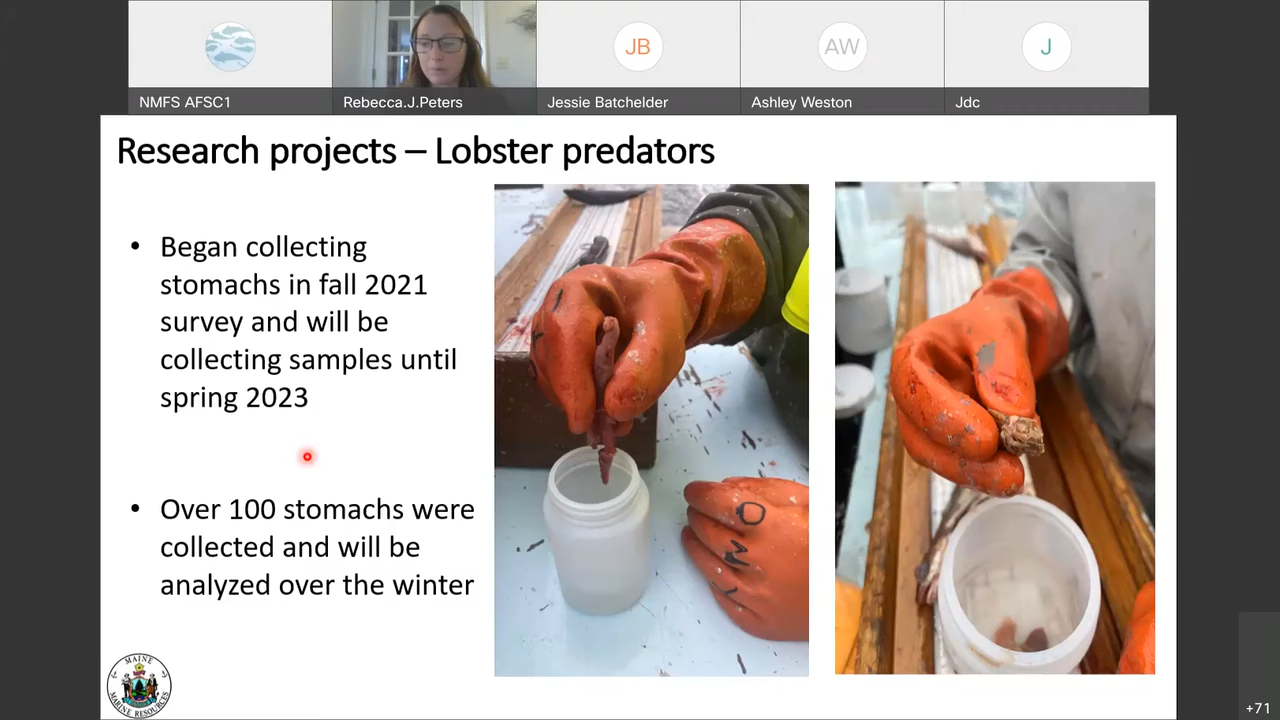 JB
AW
J
NMFS AFSC1
Rebecca.J.Peters
Jessie Batchelder
Ashley Weston
Jdc
Research projects – Lobster predators
• Began collecting
stomachs in fall 2021
survey and will be
collecting samples until
spring 2023
• Over 100 stomachs were
collected and will be
analyzed over the winter
MAINE
MARINE RESOURCES
+71